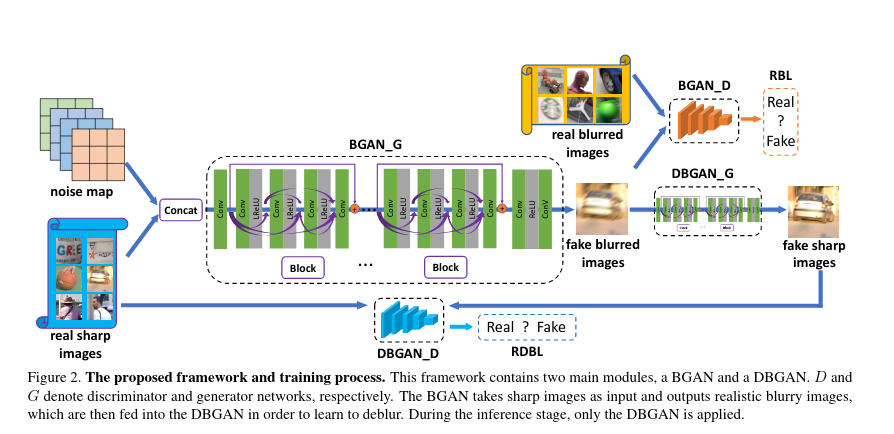 BGAN_D
RBL
Real
?
Fake
real blurred
images
BGAN_G
noise map
Concat
Conv
Conv
LReLU
Conv
LReLU
Conv
LReLU
Conv
+
...
Conv
LReLU
Conv
LReLU
Conv
LReLU
Conv
+
Conv
ReLU
Conv
Block
...
Block
fake blurred
images
DBGAN_G
fake sharp
images
real sharp
images
DBGAN_D
Real ? Fake
RDBL
Figure 2. The proposed framework and training process. This framework contains two main modules, a BGAN and a DBGAN. D and
G denote discriminator and generator networks, respectively. The BGAN takes sharp images as input and outputs realistic blurry images,
which are then fed into the DBGAN in order to learn to deblur. During the inference stage, only the DBGAN is applied.